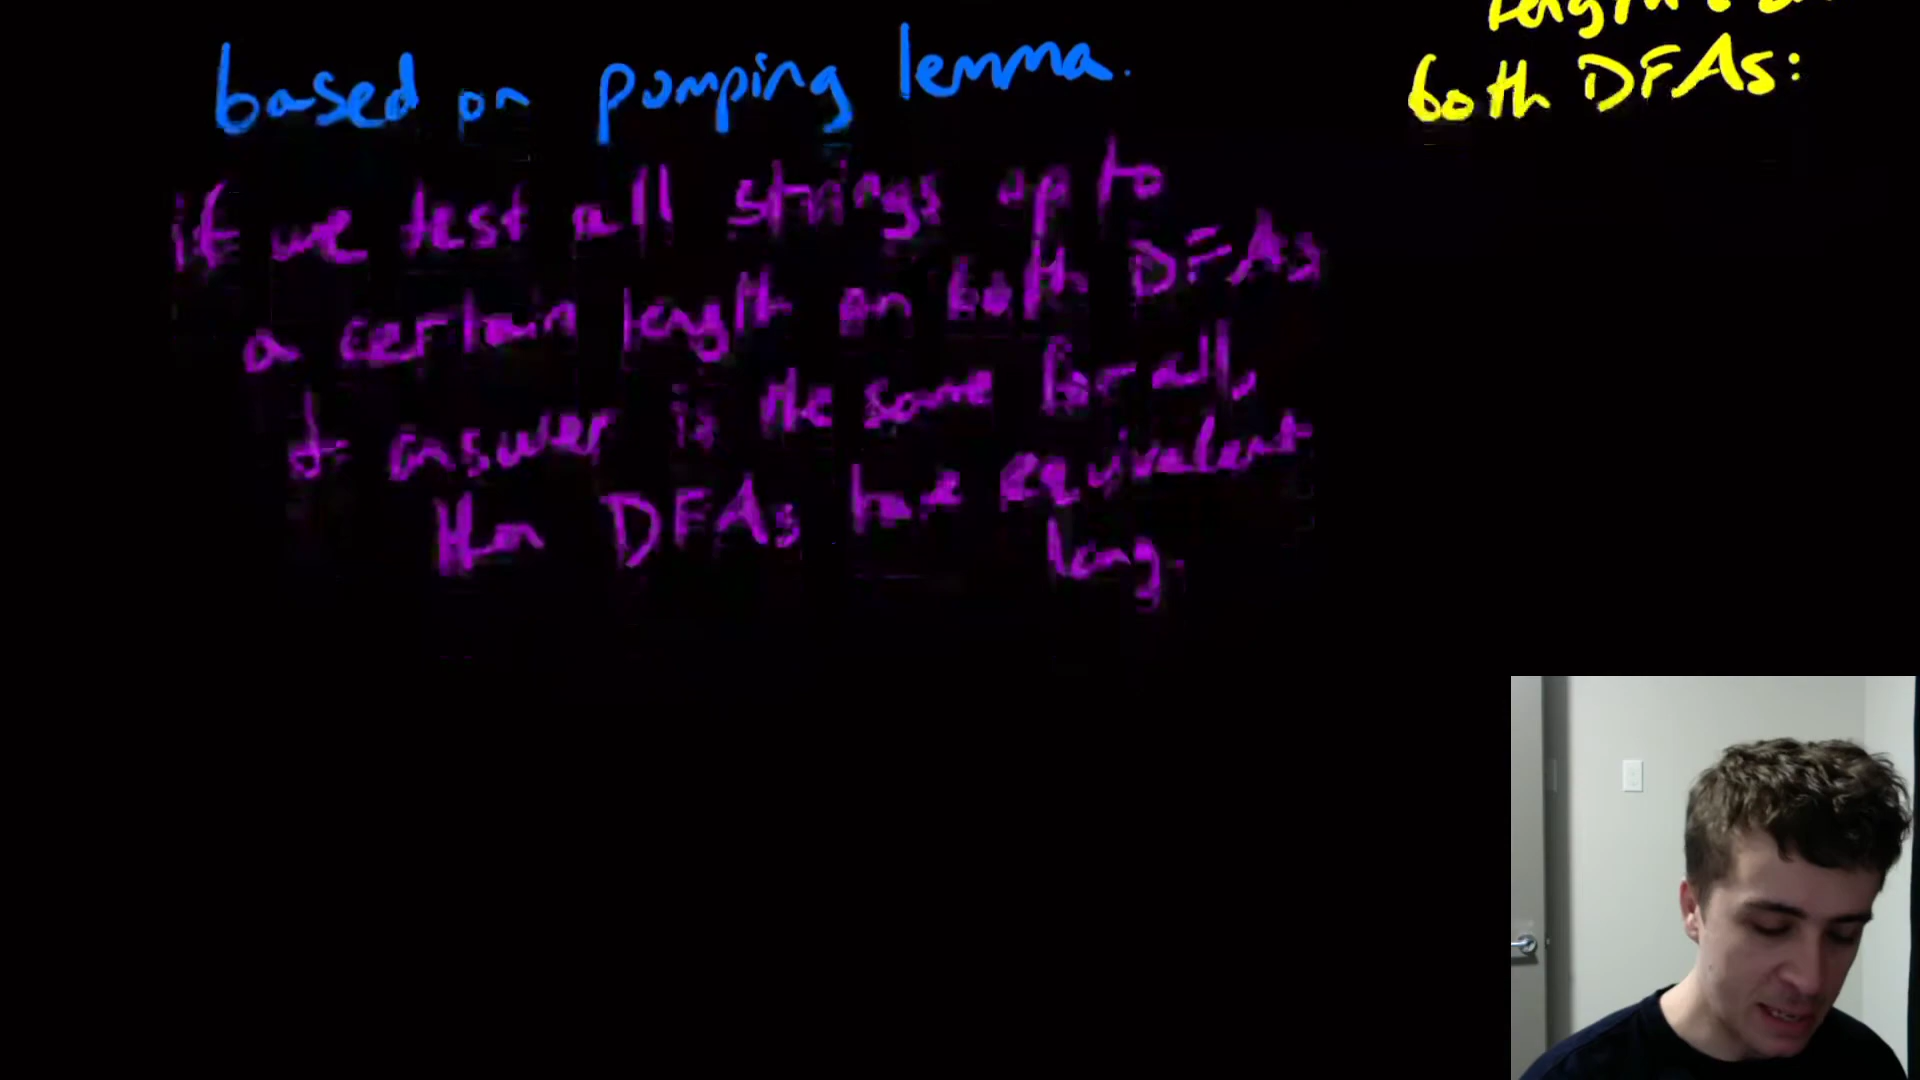 based on pumping lemma.
if we test all strings up to
a certain length on both DFAs
& answer is the same for all,
then DFAs have equivalent
lang.
both DFAs: